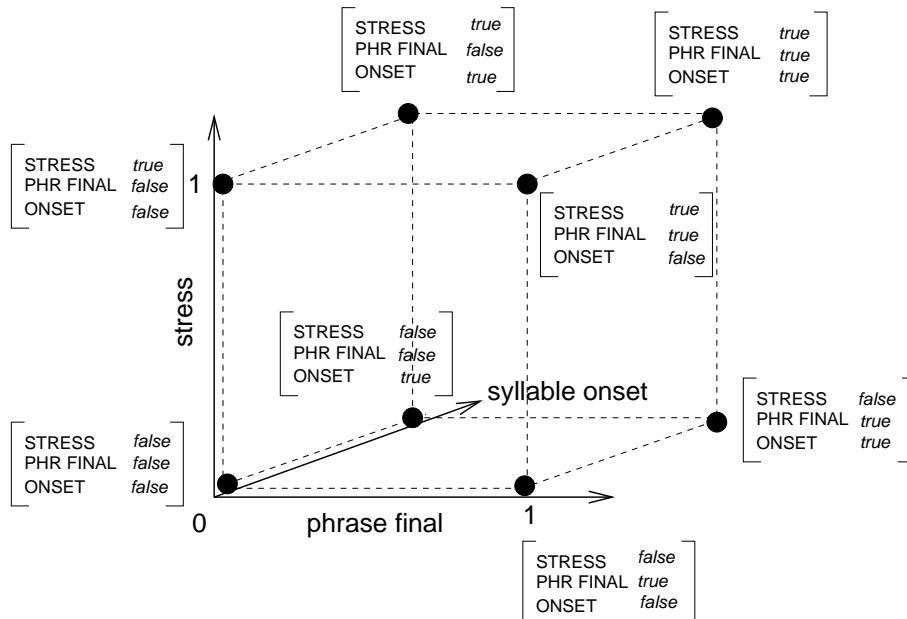 STRESS true
PHR FINAL false
ONSET true
STRESS true
PHR FINAL true
ONSET true
STRESS true
PHR FINAL false
ONSET false
1
STRESS true
PHR FINAL true
ONSET false
stress
STRESS false
PHR FINAL false
ONSET true
syllable onset
STRESS false
PHR FINAL true
ONSET true
STRESS false
PHR FINAL false
ONSET false
0
phrase final
1
STRESS false
PHR FINAL true
ONSET false